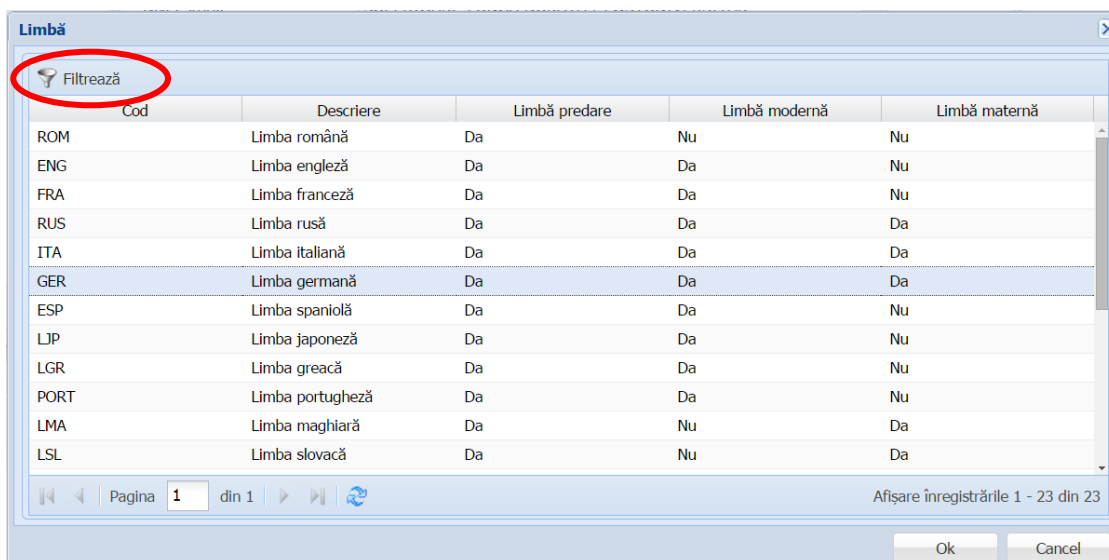 Limbă
Filtrează
Cod Descriere Limbă predare Limbă modernă Limbă maternă
ROM Limba română Da Nu Nu
ENG Limba engleză Da Da Nu
FRA Limba franceză Da Da Nu
RUS Limba rusă Da Da Da
ITA Limba italiană Da Da Da
GER Limba germană Da Da Da
ESP Limba spaniolă Da Da Nu
LJP Limba japoneză Da Da Nu
LGR Limba greacă Da Da Nu
PORT Limba portugheză Da Da Nu
LMA Limba maghiară Da Nu Da
LSL Limba slovacă Da Nu Da
Pagina 1 din 1 Afișare înregistrările 1 - 23 din 23
Ok Cancel